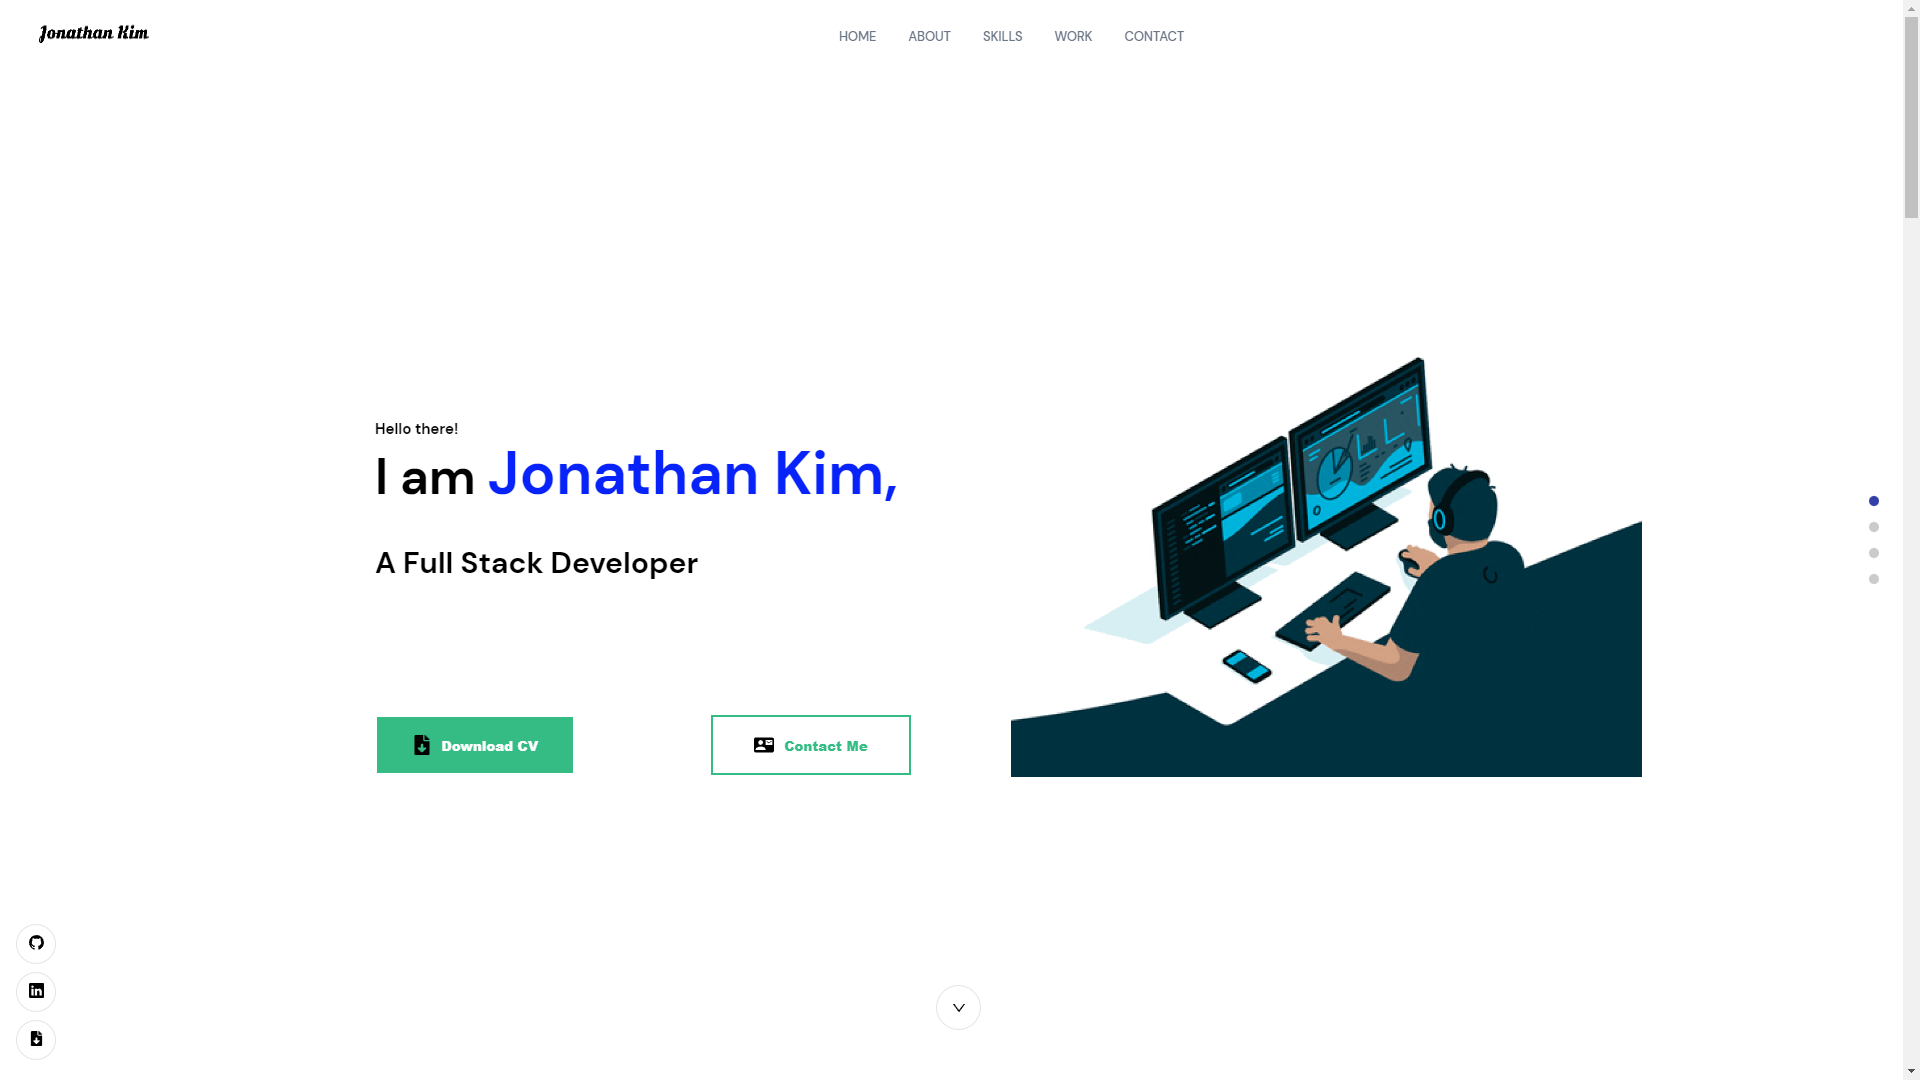 Jonathan Kim
HOME ABOUT SKILLS WORK CONTACT
Hello there!
I am Jonathan Kim,
A Full Stack Developer
Download CV
Contact Me